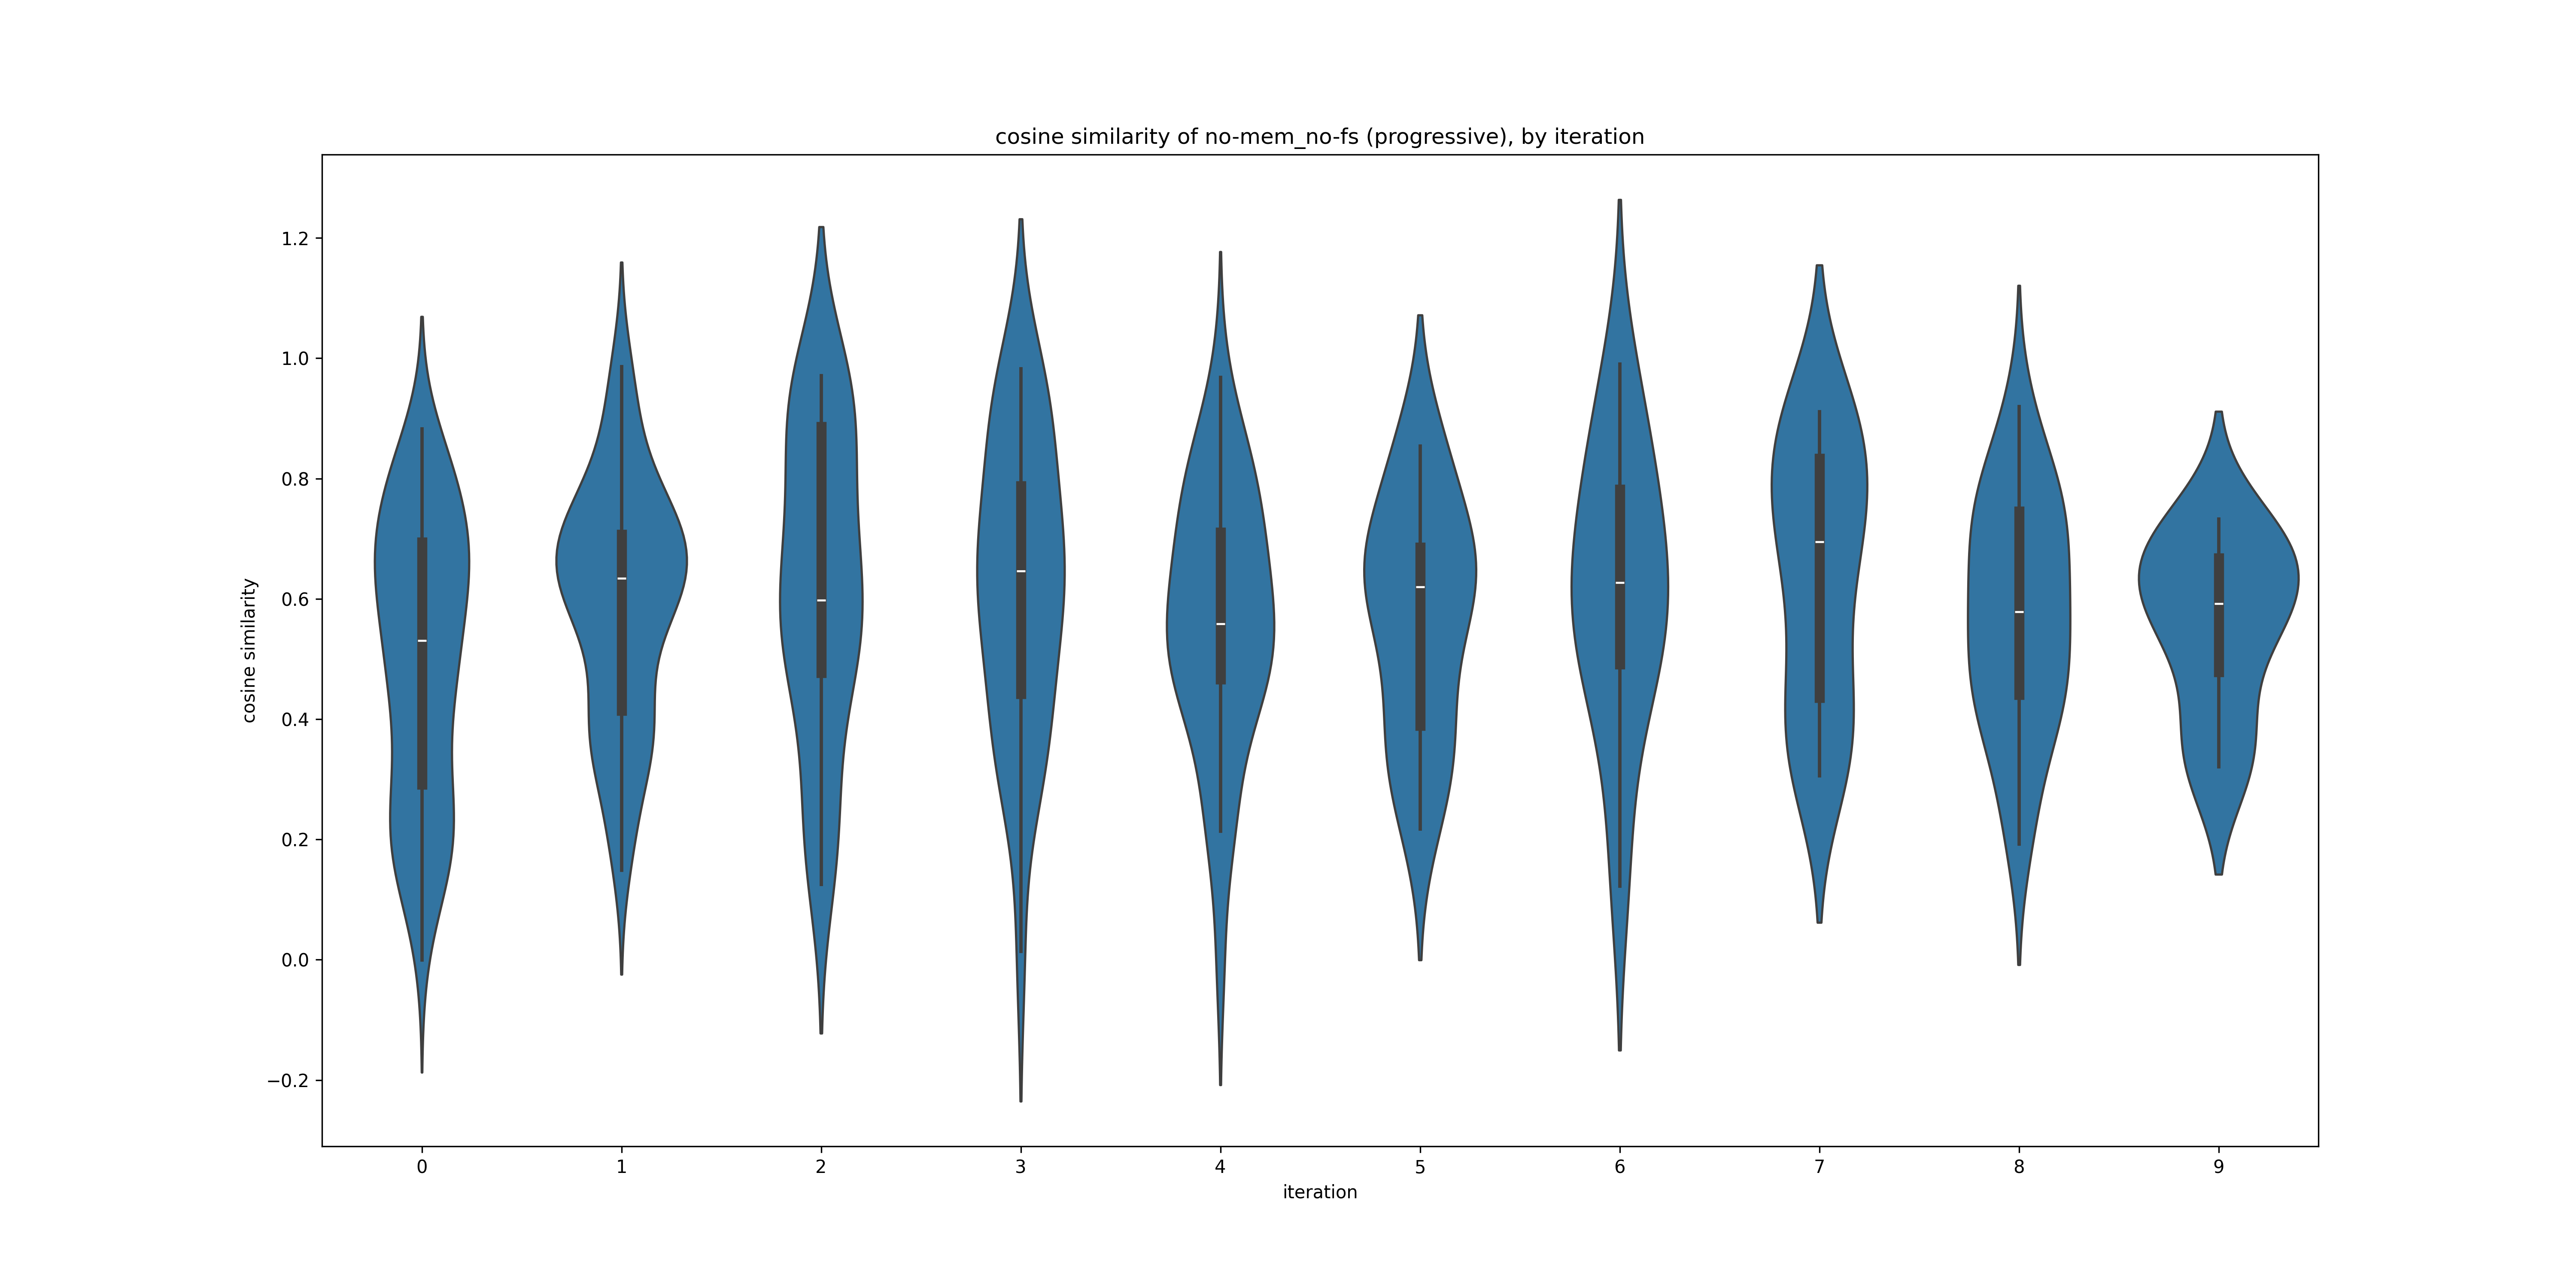 cosine similarity of no-mem_no-fs (progressive), by iteration
cosine similarity
1.2
1.0
0.8
0.6
0.4
0.2
0.0
−0.2
0 1 2 3 4 5 6 7 8 9
iteration